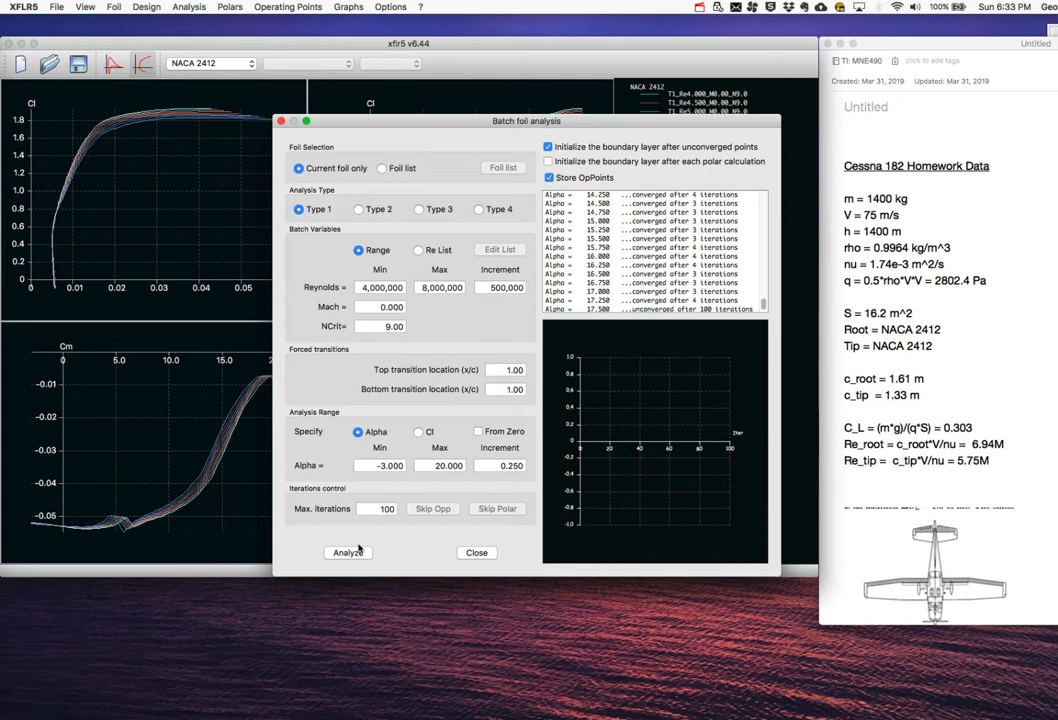 XFLR5 File View Foil Design Analysis Polars Operating Points Graphs Options ? 100% Sun 6:33 PM Geo
xflr5 v6.44
Untitled
NACA 2412
TI: MNE490 click to add tags
Created: Mar 31, 2019 Updated: Mar 31, 2019
Untitled
Cl
1.8
1.6
1.4
1.2
1.0
0.8
0.6
0.4
0.2
0
0 0.01 0.02 0.03 0.04 0.05
Cl
NACA 2412
T1_Re4.000_M0.00_N9.0
T1_Re4.500_M0.00_N9.0
T1_Re5.000_M0.00_N9.0
Cm
0 5.0 10.0 15.0
-0.01
-0.02
-0.03
-0.04
-0.05
Batch foil analysis
Foil Selection
Current foil only Foil list Foil list
Analysis Type
Type 1 Type 2 Type 3 Type 4
Batch Variables
Range Re List Edit List
Min Max Increment
Reynolds = 4,000,000 8,000,000 500,000
Mach = 0.000
NCrit= 9.00
Forced transitions
Top transition location (x/c) 1.00
Bottom transition location (x/c) 1.00
Analysis Range
Specify Alpha Cl From Zero
Min Max Increment
Alpha = -3.000 20.000 0.250
Iterations control
Max. iterations 100 Skip Opp Skip Polar
Analyze Close
Initialize the boundary layer after unconverged points
Initialize the boundary layer after each polar calculation
Store OpPoints
Alpha = 14.250 ...converged after 4 iterations
Alpha = 14.500 ...converged after 3 iterations
Alpha = 14.750 ...converged after 3 iterations
Alpha = 15.000 ...converged after 3 iterations
Alpha = 15.250 ...converged after 3 iterations
Alpha = 15.500 ...converged after 3 iterations
Alpha = 15.750 ...converged after 3 iterations
Alpha = 16.000 ...converged after 4 iterations
Alpha = 16.250 ...converged after 4 iterations
Alpha = 16.500 ...converged after 3 iterations
Alpha = 16.750 ...converged after 3 iterations
Alpha = 17.000 ...converged after 3 iterations
Alpha = 17.250 ...converged after 4 iterations
Alpha = 17.500 ...unconverged after 100 iterations
1.0
0.8
0.6
0.4
0.2
0
-0.2
-0.4
-0.6
-0.8
-1.0
0 20 40 60 80 100
Iter
Cessna 182 Homework Data
m = 1400 kg
V = 75 m/s
h = 1400 m
rho = 0.9964 kg/m^3
nu = 1.74e-3 m^2/s
q = 0.5*rho*V*V = 2802.4 Pa
S = 16.2 m^2
Root = NACA 2412
Tip = NACA 2412
c_root = 1.61 m
c_tip = 1.33 m
C_L = (m*g)/(q*S) = 0.303
Re_root = c_root*V/nu = 6.94M
Re_tip = c_tip*V/nu = 5.75M